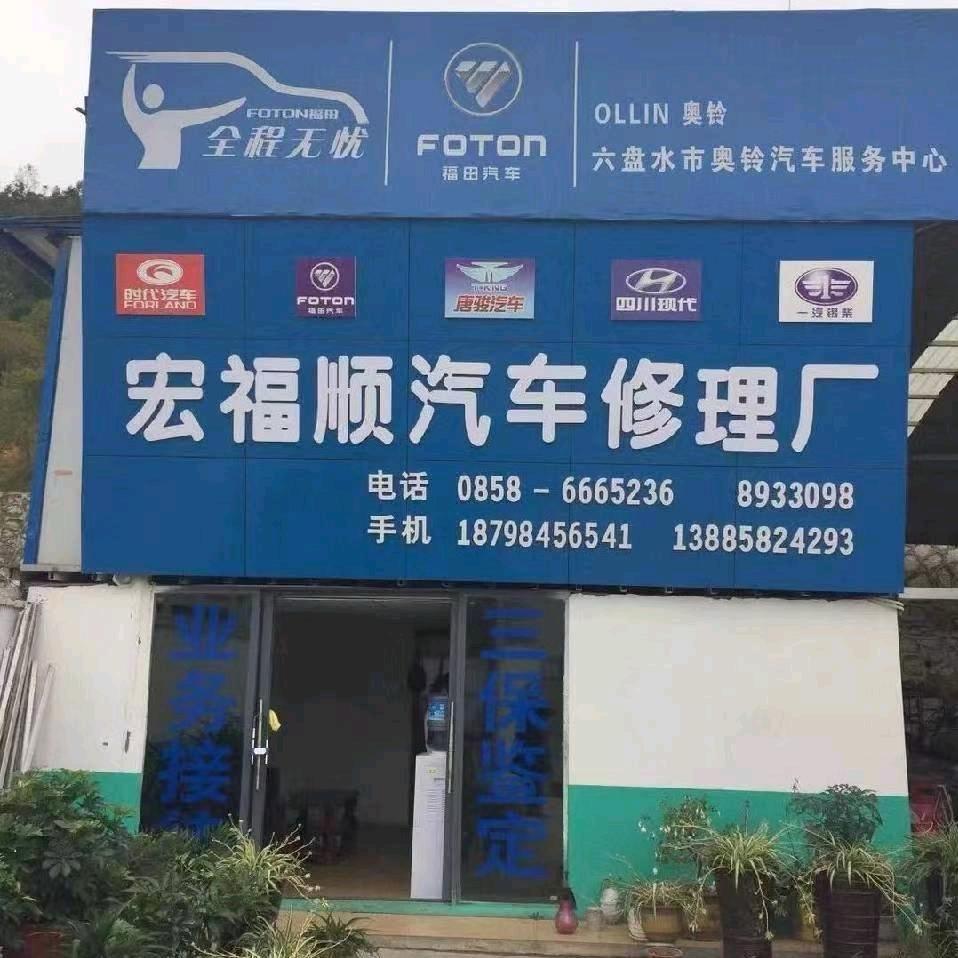 FOTON福田
全程无忧
FOTON
福田汽车
OLLIN 奥铃
六盘水市奥铃汽车服务中心
时代汽车
FORLAND
FOTON
福田汽车
唐骏汽车
四川现代
一汽锡柴
宏福顺汽车修理厂
电话 0858-6665236 8933098
手机 18798456541 13885824293
业务接
三保鉴定